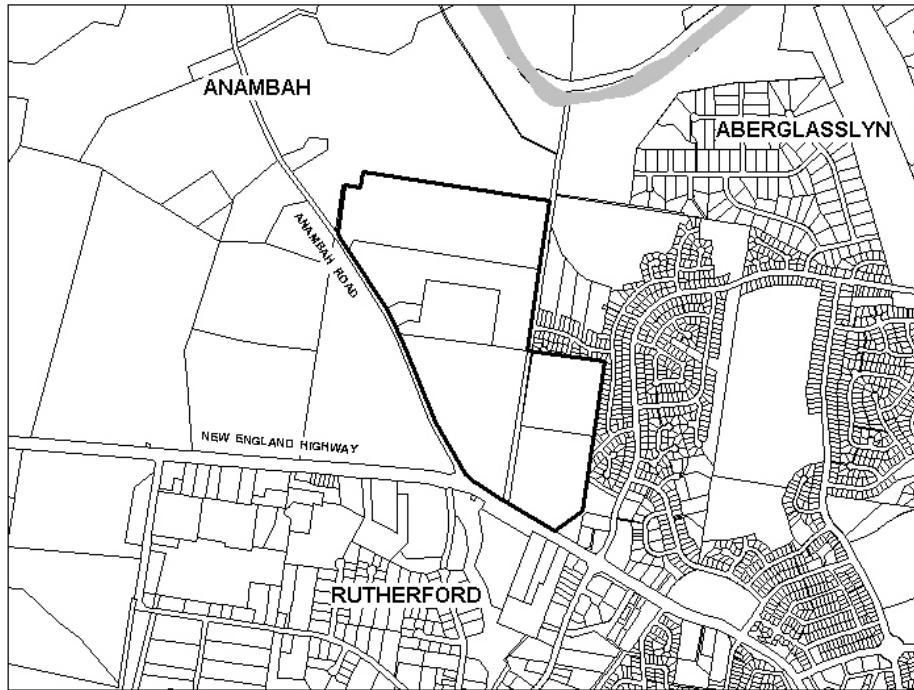 ANAMBAH
ABERGLASSLYN
ANAMBAH ROAD
NEW ENGLAND HIGHWAY
RUTHERFORD